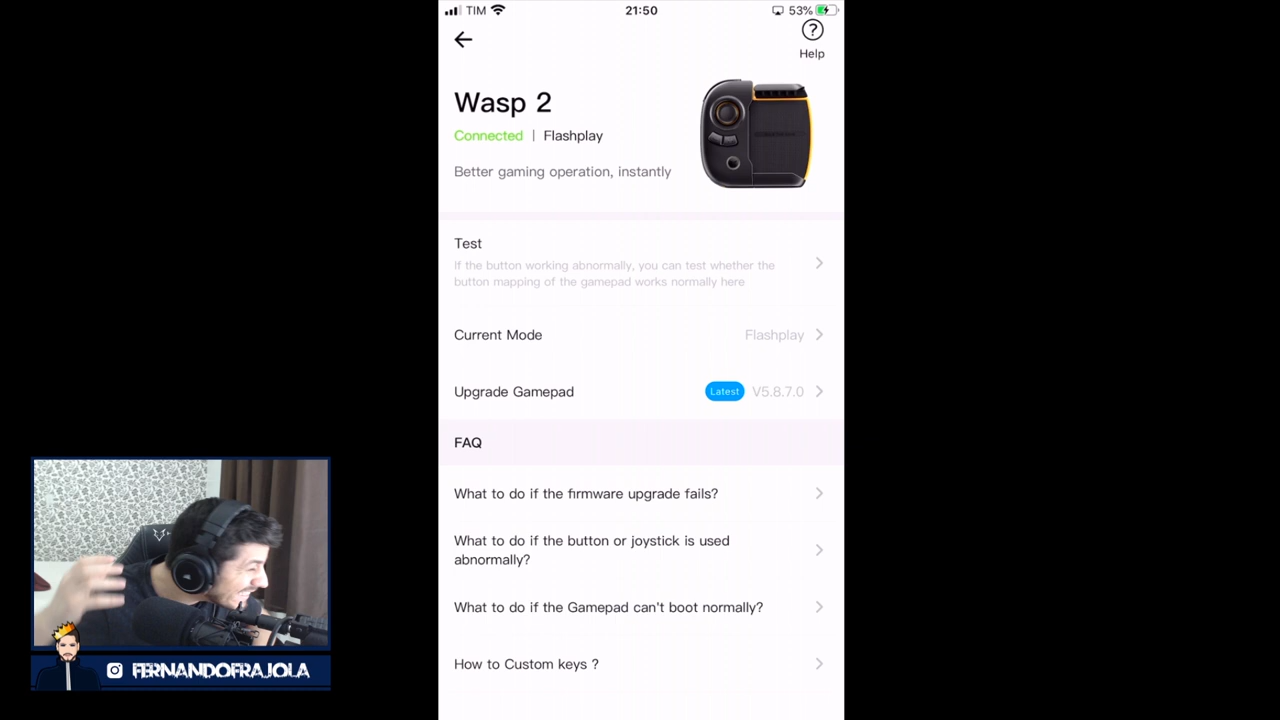 TIM 21:50 53%
Help
Wasp 2
Connected | Flashplay
Better gaming operation, instantly
Test
If the button working abnormally, you can test whether the
button mapping of the gamepad works normally here
Current Mode Flashplay
Upgrade Gamepad Latest V5.8.7.0
FAQ
What to do if the firmware upgrade fails?
What to do if the button or joystick is used
abnormally?
What to do if the Gamepad can't boot normally?
How to Custom keys ?
FERNANDOFRAJOLA